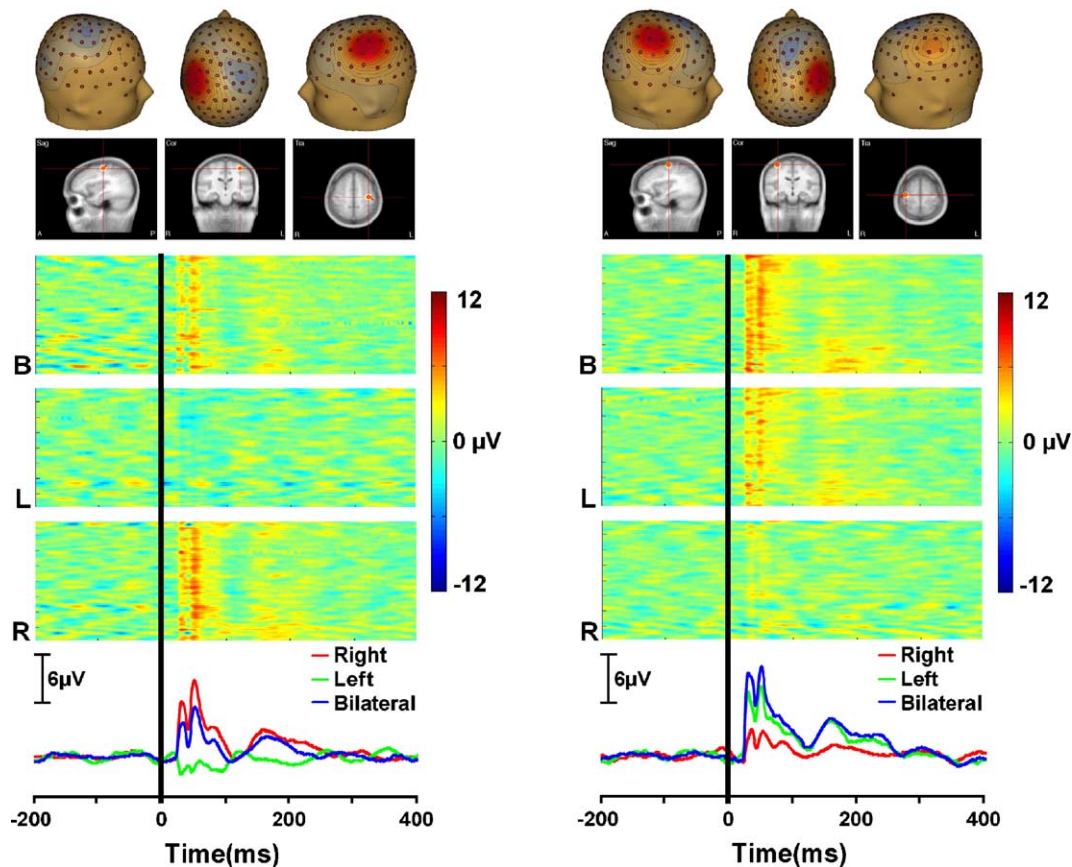 Sag
Cor
Tra
A
P
R
L
R
L
12
0 µV
-12
B
L
R
6µV
Right
Left
Bilateral
-200
0
200
400
Time(ms)
Sag
Cor
Tra
A
P
R
L
R
L
12
0 µV
-12
B
L
R
6µV
Right
Left
Bilateral
-200
0
200
400
Time(ms)